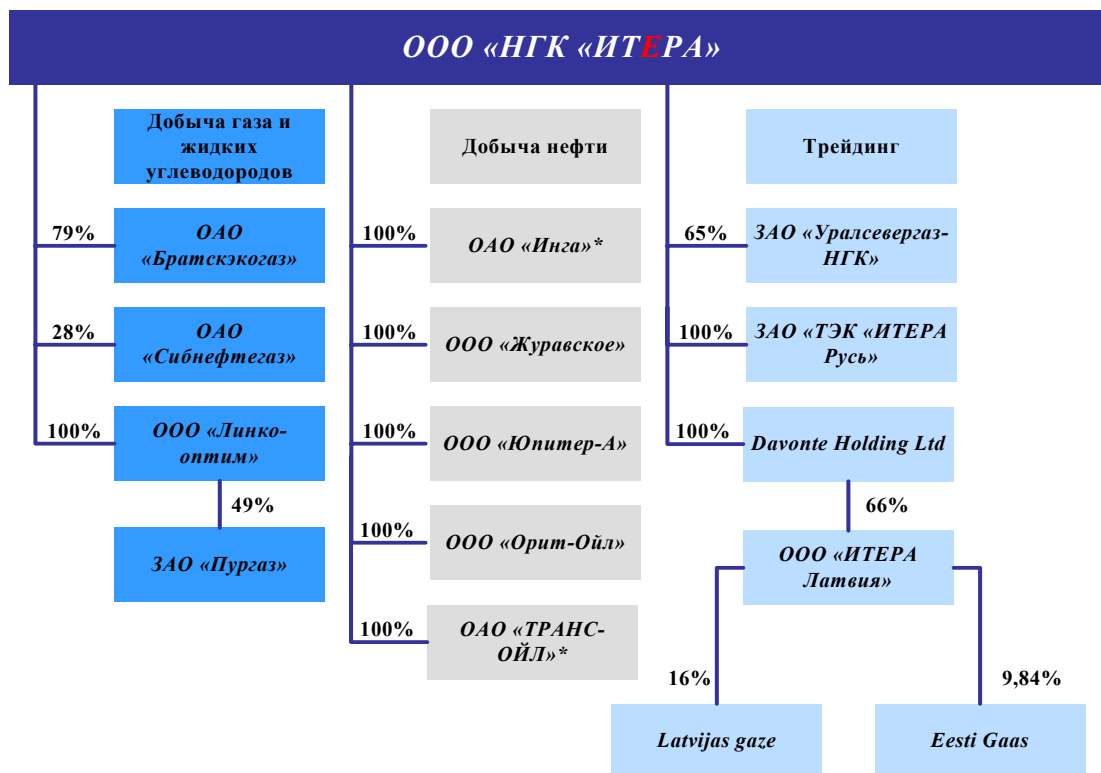 ООО «НГК «ИТЕРА»
Добыча газа и
жидких
углеводородов
Добыча нефти
Трейдинг
79%
ОАО
«Братскэкогаз»
100%
ОАО «Инга»*
65%
ЗАО «Уралсевергаз-
НГК»
28%
ОАО
«Сибнефтегаз»
100%
ООО «Журавское»
100%
ЗАО «ТЭК «ИТЕРА
Русь»
100%
ООО «Линко-
оптим»
100%
ООО «Юпитер-А»
100%
Davonte Holding Ltd
49%
66%
ЗАО «Пургаз»
100%
ООО «Орит-Ойл»
ООО «ИТЕРА
Латвия»
100%
ОАО «ТРАНС-
ОЙЛ»*
16%
9,84%
Latvijas gaze
Eesti Gaas